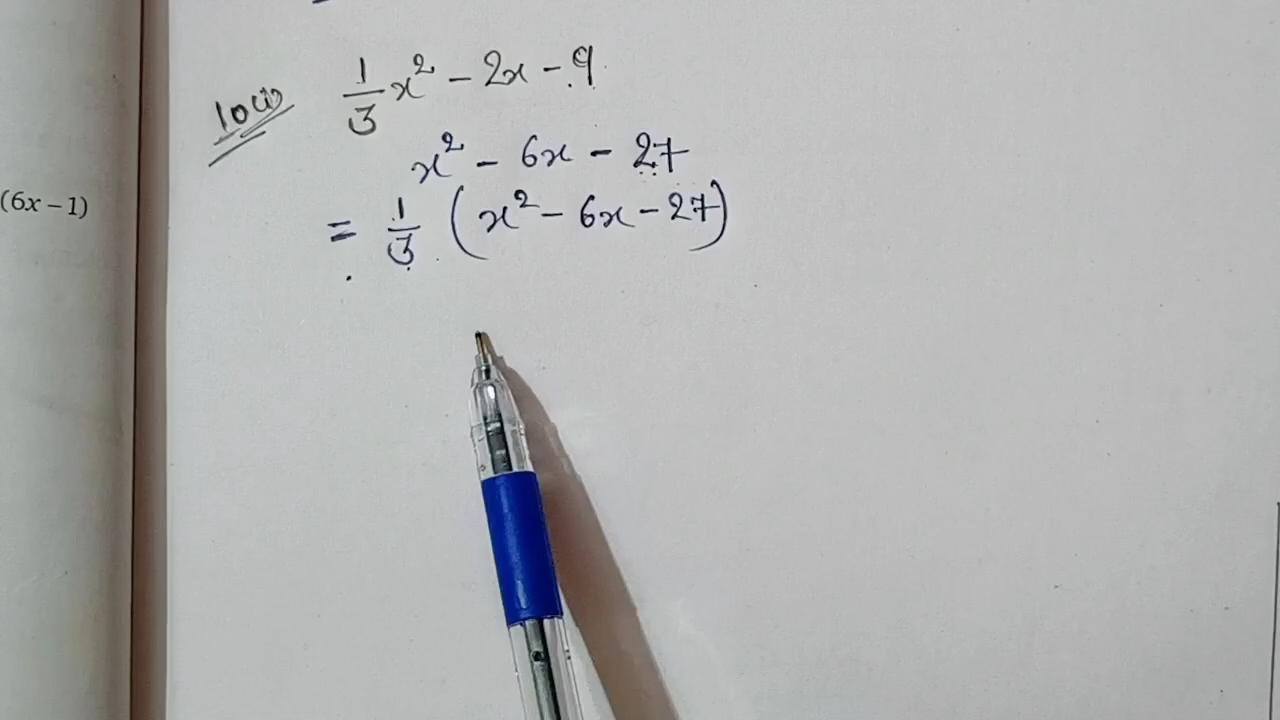 (6x – 1)
10(i) 1/3 x² - 2x - 9
x² - 6x - 27
= 1/3 (x² - 6x - 27)